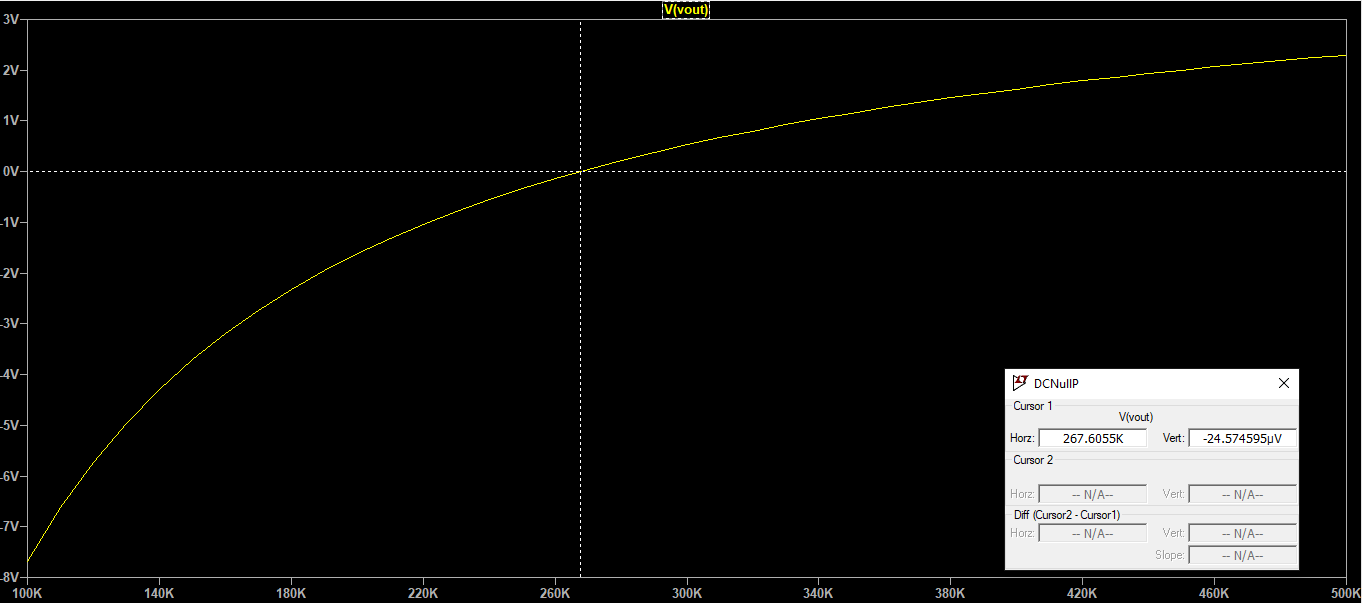 V(vout)
3V
2V
1V
0V
-1V
-2V
-3V
-4V
-5V
-6V
-7V
-8V
100K 140K 180K 220K 260K 300K 340K 380K 420K 460K 500K
DCNullP
Cursor 1
V(vout)
Horz: 267.6055K Vert: -24.574595µV
Cursor 2
Horz: -- N/A-- Vert: -- N/A--
Diff (Cursor2 - Cursor1)
Horz: -- N/A-- Vert: -- N/A--
Slope: -- N/A--